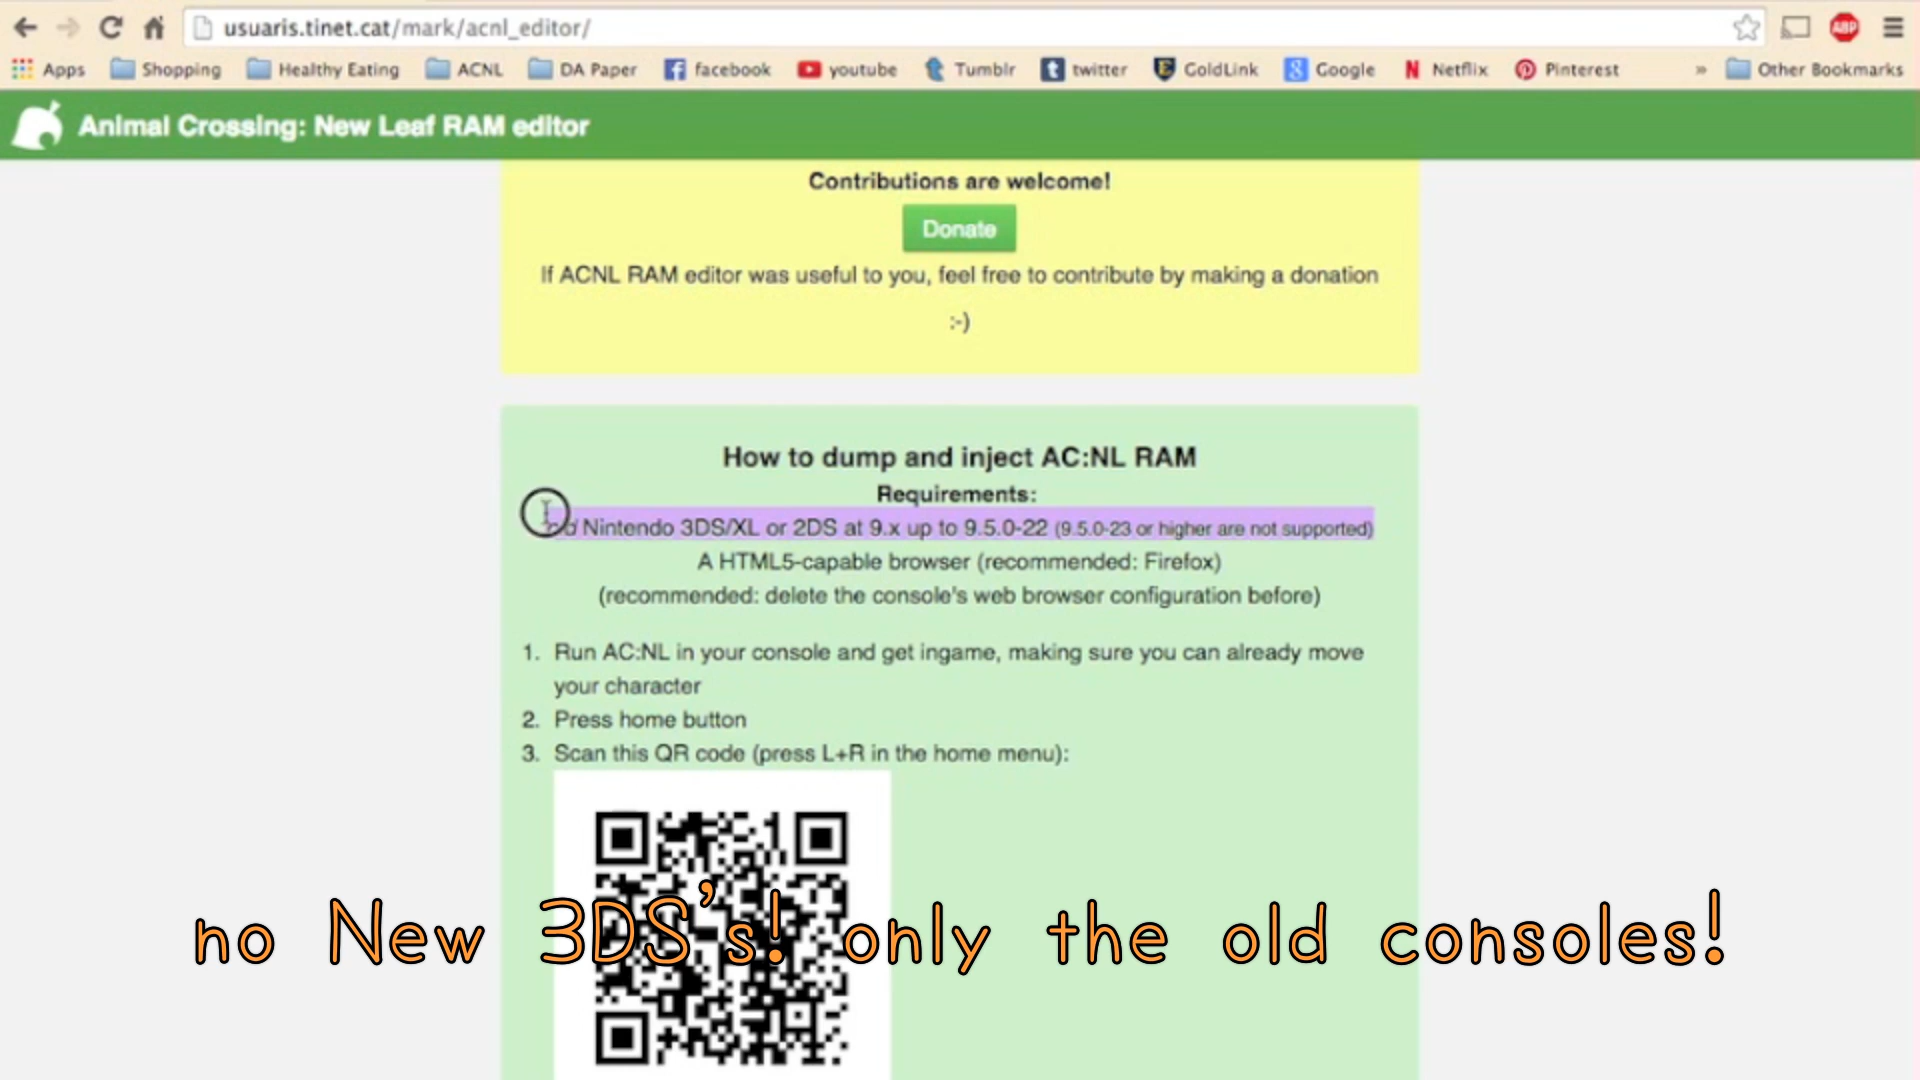 usuaris.tinet.cat/mark/acnl_editor/
Apps Shopping Healthy Eating ACNL DA Paper facebook youtube Tumblr twitter GoldLink Google Netflix Pinterest » Other Bookmarks
ABP
Animal Crossing: New Leaf RAM editor
Contributions are welcome!
Donate
If ACNL RAM editor was useful to you, feel free to contribute by making a donation
:-)
How to dump and inject AC:NL RAM
Requirements:
Nintendo 3DS/XL or 2DS at 9.x up to 9.5.0-22 (9.5.0-23 or higher are not supported)
A HTML5-capable browser (recommended: Firefox)
(recommended: delete the console's web browser configuration before)
1. Run AC:NL in your console and get ingame, making sure you can already move
your character
2. Press home button
3. Scan this QR code (press L+R in the home menu):
no New 3DS's! only the old consoles!